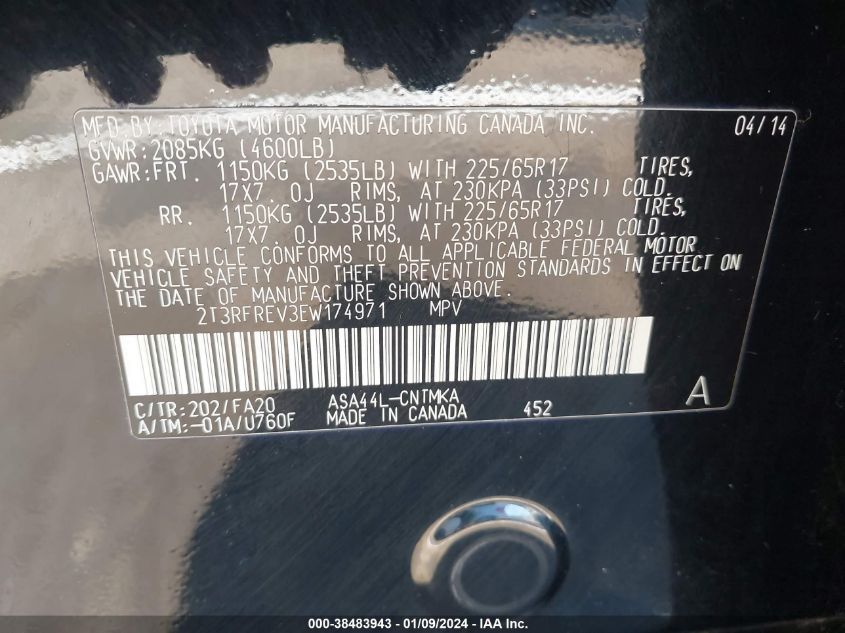 MFD. BY: TOYOTA MOTOR MANUFACTURING CANADA INC. 04/14
GVWR: 2085KG (4600LB)
GAWR: FRT. 1150KG (2535LB) WITH 225/65R17 TIRES,
17X7. 0J RIMS, AT 230KPA (33PSI) COLD.
RR. 1150KG (2535LB) WITH 225/65R17 TIRES,
17X7. 0J RIMS, AT 230KPA (33PSI) COLD.
THIS VEHICLE CONFORMS TO ALL APPLICABLE FEDERAL MOTOR
VEHICLE SAFETY AND THEFT PREVENTION STANDARDS IN EFFECT ON
THE DATE OF MANUFACTURE SHOWN ABOVE.
2T3RFREV3EW174971 MPV
C/TR: 202/FA20 ASA44L-CNTMKA A
A/TM: -01A/U760F MADE IN CANADA 452
000-38483943 - 01/09/2024 - IAA Inc.